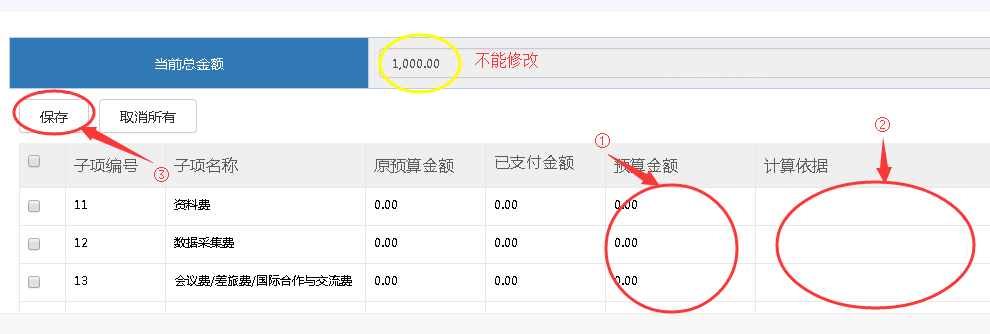 当前总金额 1,000.00 不能修改
保存 取消所有
① ②
③
子项编号 子项名称 原预算金额 已支付金额 预算金额 计算依据
11 资料费 0.00 0.00 0.00
12 数据采集费 0.00 0.00 0.00
13 会议费/差旅费/国际合作与交流费 0.00 0.00 0.00